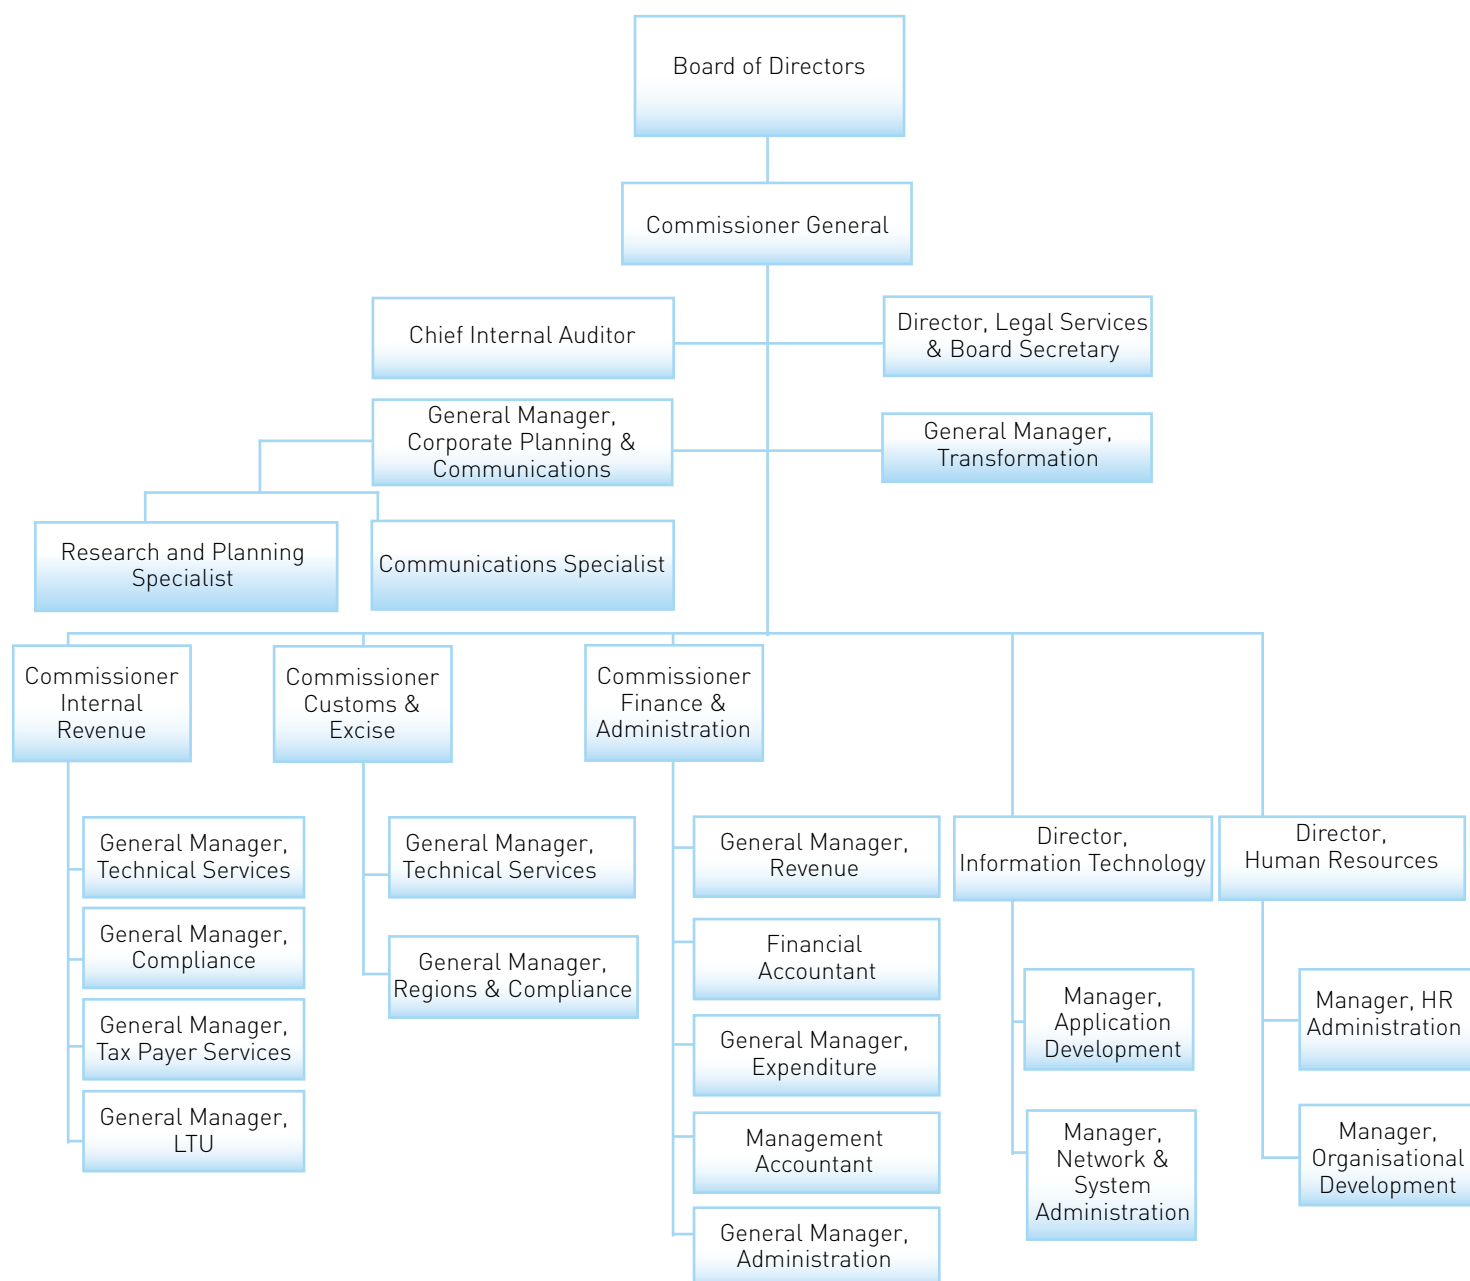 Board of Directors
Commissioner General
Chief Internal Auditor
Director, Legal Services
& Board Secretary
General Manager,
Corporate Planning &
Communications
General Manager,
Transformation
Research and Planning
Specialist
Communications Specialist
Commissioner
Internal
Revenue
Commissioner
Customs &
Excise
Commissioner
Finance &
Administration
General Manager,
Technical Services
General Manager,
Compliance
General Manager,
Tax Payer Services
General Manager,
LTU
General Manager,
Technical Services
General Manager,
Regions & Compliance
General Manager,
Revenue
Financial
Accountant
General Manager,
Expenditure
Management
Accountant
General Manager,
Administration
Director,
Information Technology
Manager,
Application
Development
Manager,
Network &
System
Administration
Director,
Human Resources
Manager, HR
Administration
Manager,
Organisational
Development